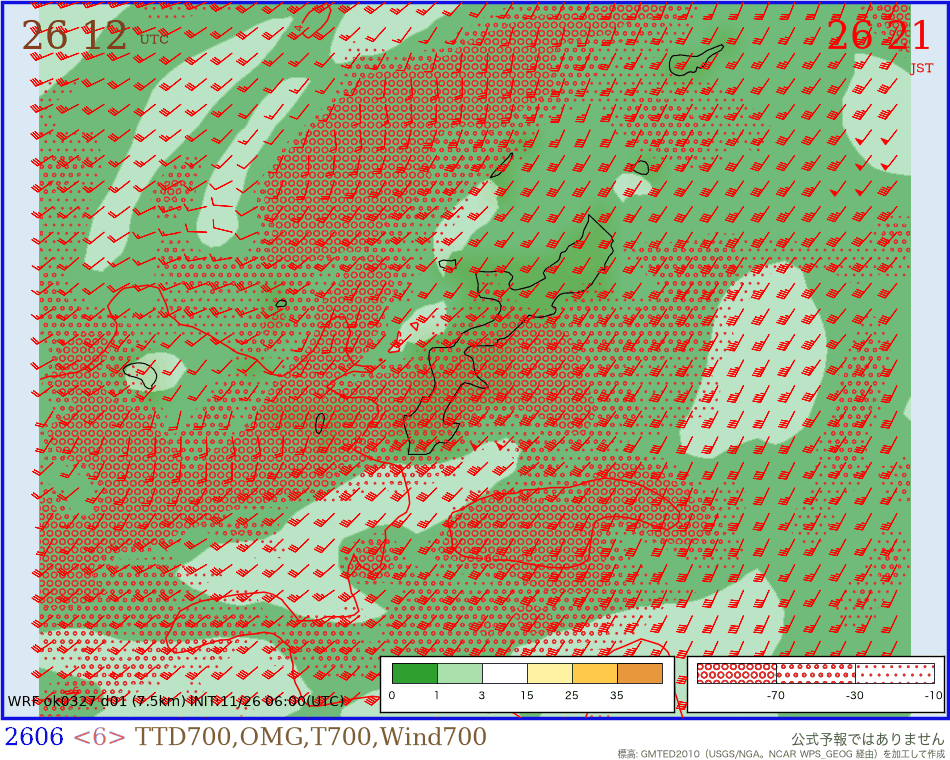 26 12 UTC
26 21
JST
WRF ok0327 d01 (7.5km) INIT11/26 06:00(UTC)
0 1 3 15 25 35
-70 -30 -10
2606 <6> TTD700,OMG,T700,Wind700
公式予報ではありません
標高: GMTED2010（USGS/NGA。NCAR WPS_GEOG 経由）を加工して作成